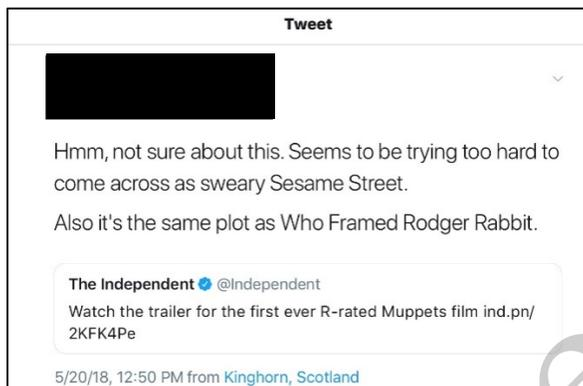 Tweet
Hmm, not sure about this. Seems to be trying too hard to
come across as sweary Sesame Street.
Also it's the same plot as Who Framed Rodger Rabbit.
The Independent @Independent
Watch the trailer for the first ever R-rated Muppets film ind.pn/
2KFK4Pe
5/20/18, 12:50 PM from Kinghorn, Scotland